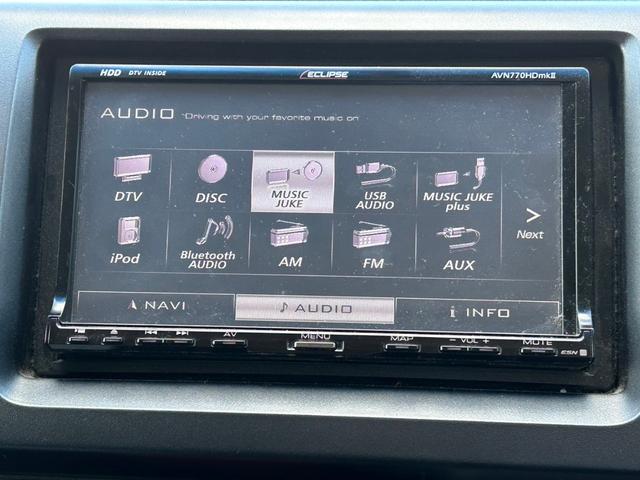 HDD DTV INSIDE ECLIPSE AVN770HDmkII
AUDIO Driving with your favorite music on
DTV DISC MUSIC JUKE USB AUDIO MUSIC JUKE plus
iPod Bluetooth AUDIO AM FM AUX
> Next
NAVI AUDIO i INFO
AV MENU MAP - VOL + MUTE
ESN